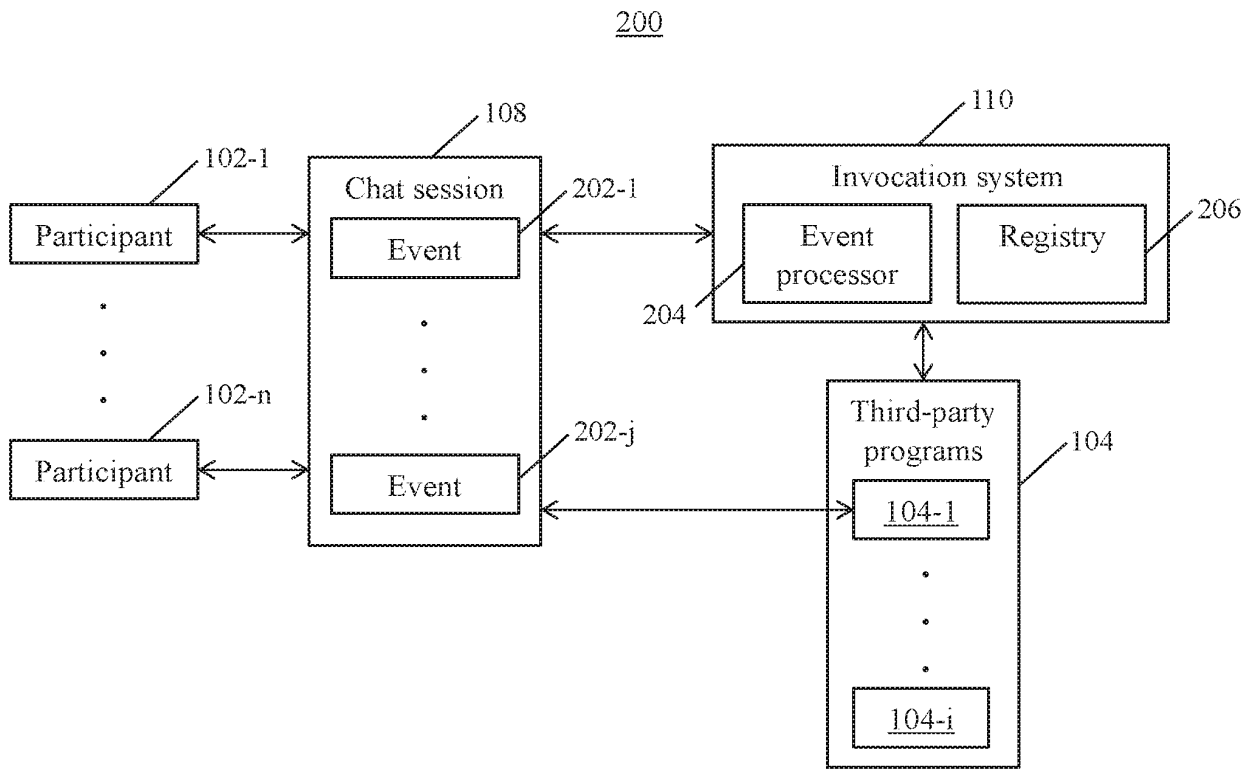 200
108
110
102-1
Chat session
202-1
Invocation system
206
Participant
Event
Event
processor
Registry
204
102-n
202-j
Third-party
programs
104
Participant
Event
104-1
104-i